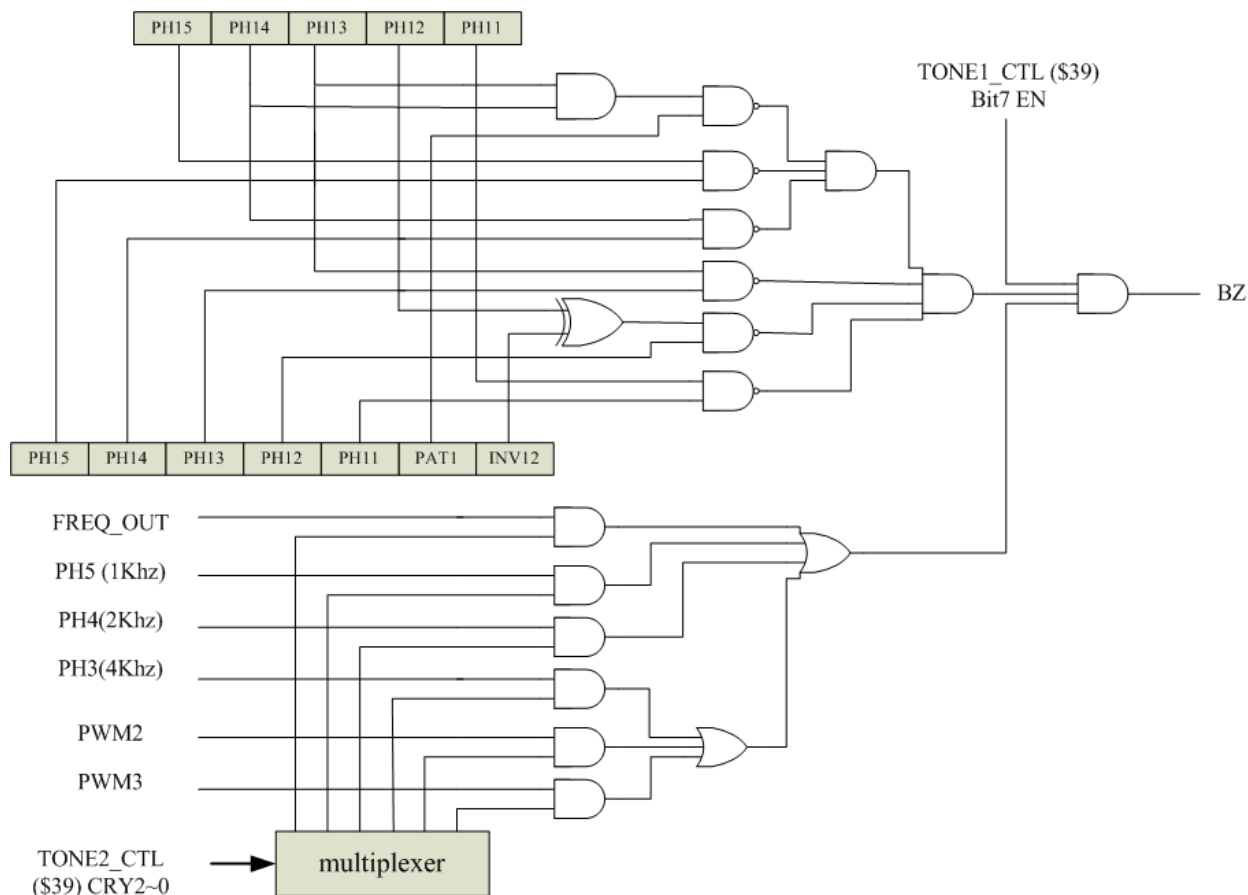 PH15 PH14 PH13 PH12 PH11
TONE1_CTL ($39)
Bit7 EN
BZ
PH15 PH14 PH13 PH12 PH11 PAT1 INV12
FREQ_OUT
PH5 (1Khz)
PH4(2Khz)
PH3(4Khz)
PWM2
PWM3
TONE2_CTL
($39) CRY2~0
multiplexer